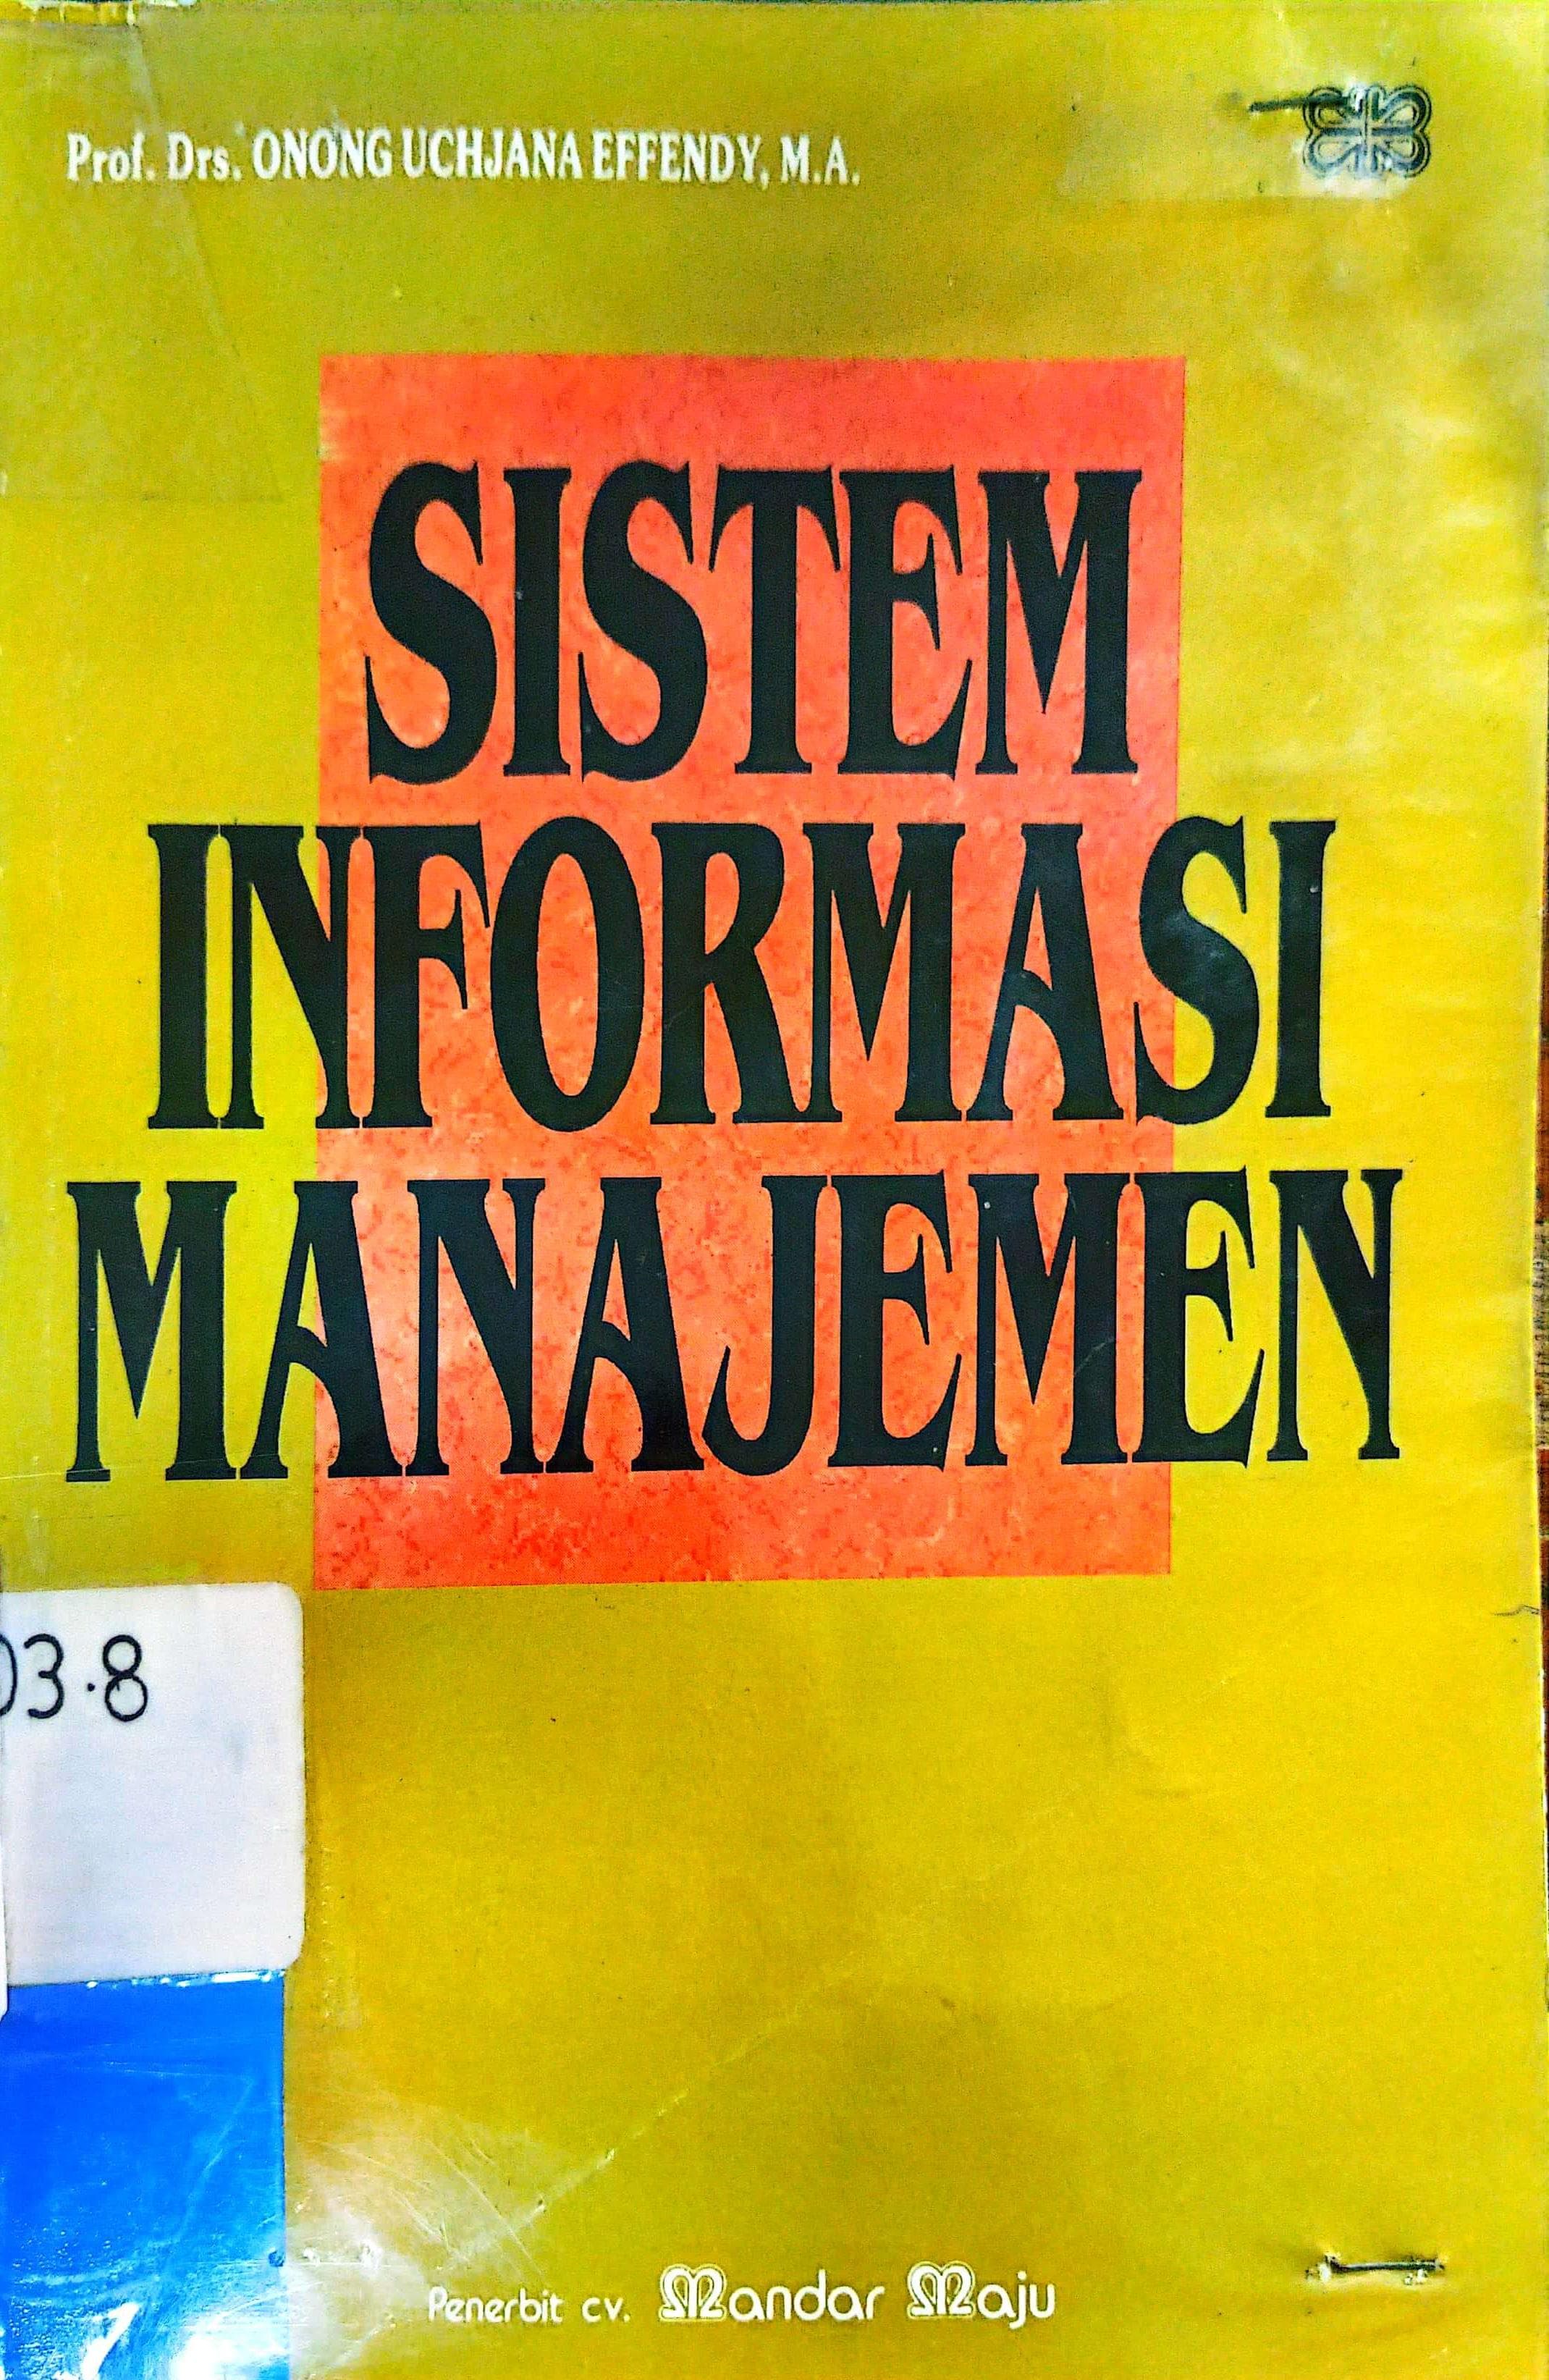 Prof. Drs. ONONG UCHJANA EFFENDY, M.A.
SISTEM
INFORMASI
MANAJEMEN
03.8
Penerbit cv. Mandar Maju